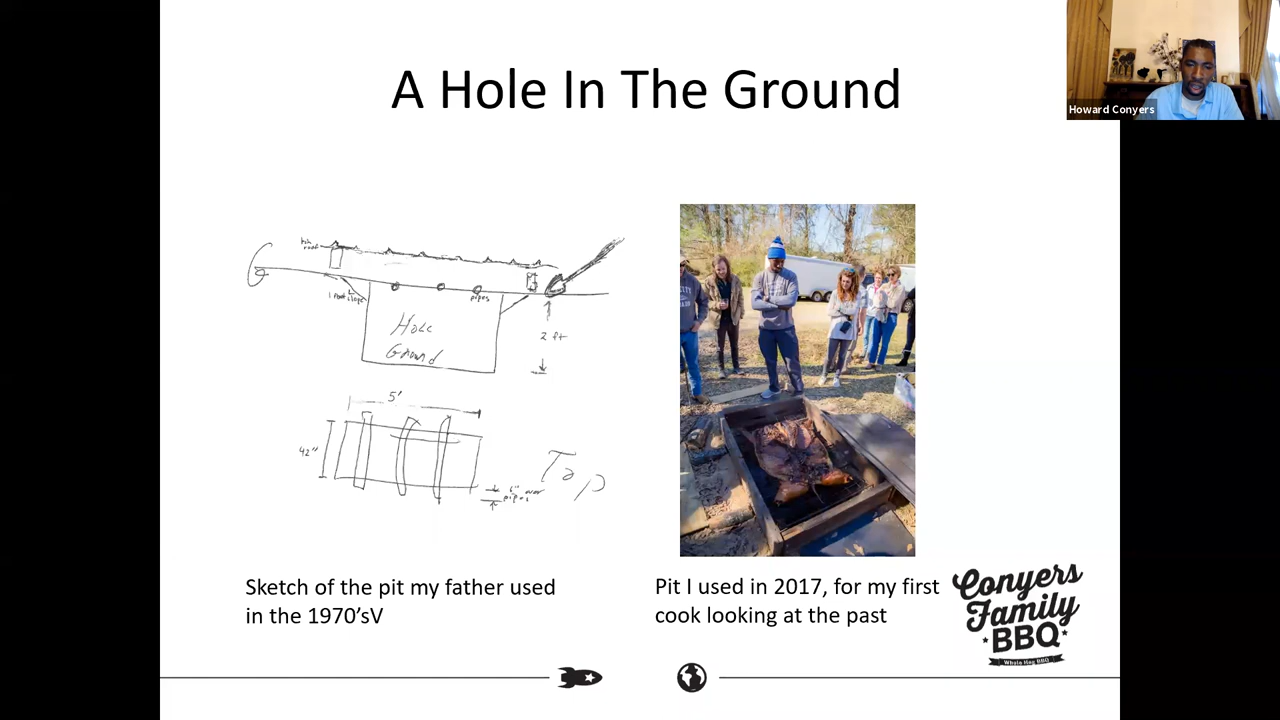 A Hole In The Ground
Howard Conyers
roof
1 foot slope
pipes
Hole
Ground
2 ft
5'
42"
6" over
pipes
Top
Sketch of the pit my father used
in the 1970'sV
Pit I used in 2017, for my first
cook looking at the past
Conyers
Family
BBQ
Whole Hog BBQ